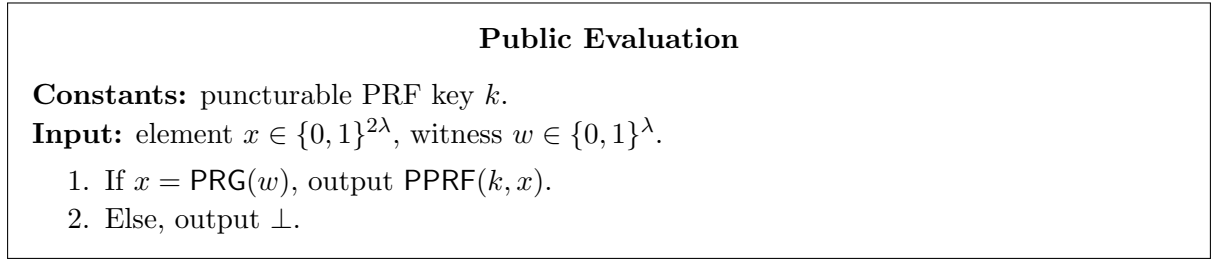 Public Evaluation
Constants: puncturable PRF key k.
Input: element x ∈ {0, 1}^{2λ}, witness w ∈ {0, 1}^λ.
1. If x = PRG(w), output PPRF(k, x).
2. Else, output ⊥.